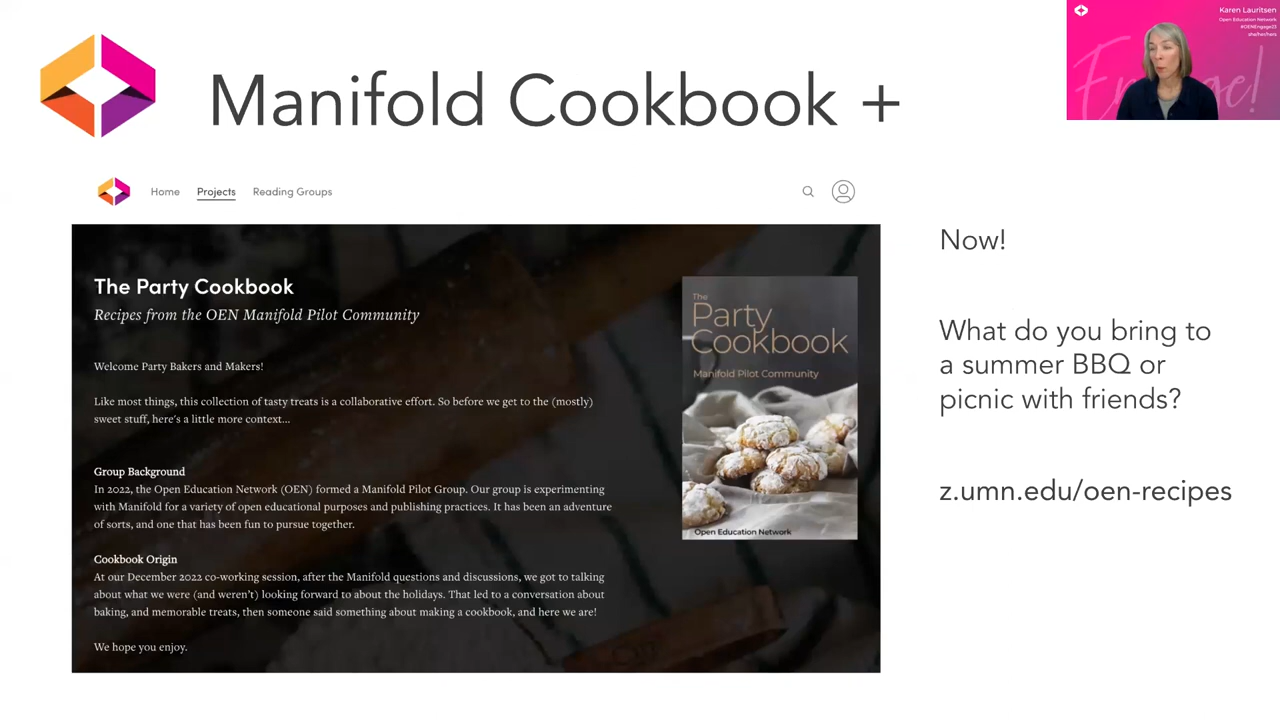 Manifold Cookbook +
Karen Lauritsen
Open Education Network
#OENEngage23
she/her/hers
Engage!
Home Projects Reading Groups
The Party Cookbook
Recipes from the OEN Manifold Pilot Community
Welcome Party Bakers and Makers!
Like most things, this collection of tasty treats is a collaborative effort. So before we get to the (mostly)
sweet stuff, here's a little more context...
Group Background
In 2022, the Open Education Network (OEN) formed a Manifold Pilot Group. Our group is experimenting
with Manifold for a variety of open educational purposes and publishing practices. It has been an adventure
of sorts, and one that has been fun to pursue together.
Cookbook Origin
At our December 2022 co-working session, after the Manifold questions and discussions, we got to talking
about what we were (and weren't) looking forward to about the holidays. That led to a conversation about
baking, and memorable treats, then someone said something about making a cookbook, and here we are!
We hope you enjoy.
The
Party
Cookbook
Manifold Pilot Community
Open Education Network
Now!
What do you bring to
a summer BBQ or
picnic with friends?
z.umn.edu/oen-recipes